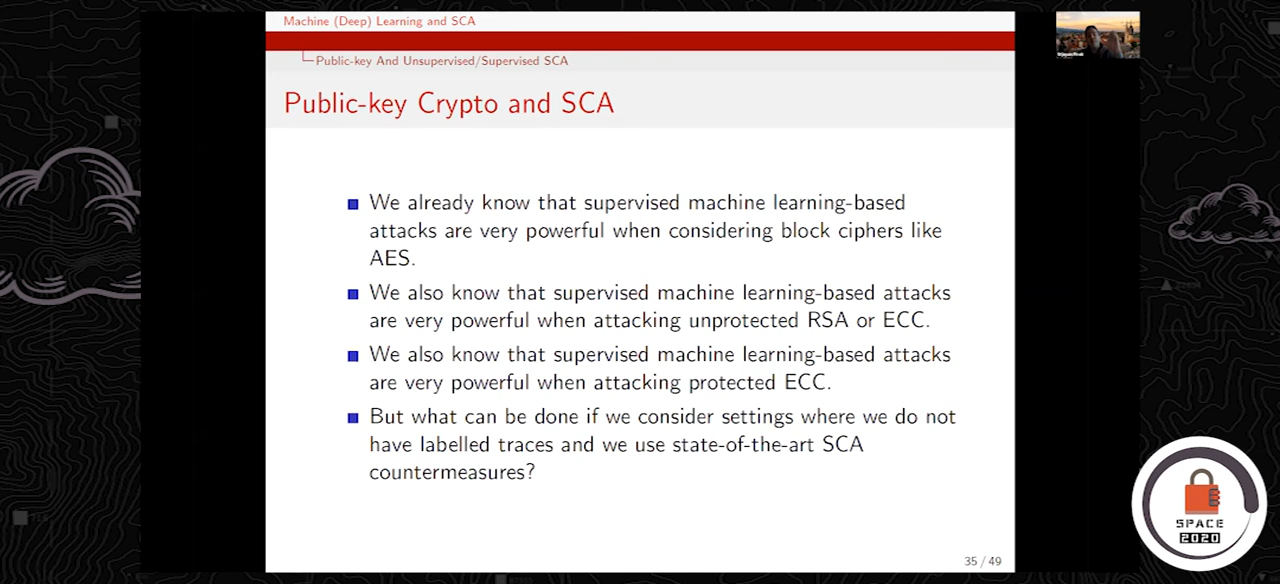 Machine (Deep) Learning and SCA
Public-key And Unsupervised/Supervised SCA
Public-key Crypto and SCA
We already know that supervised machine learning-based
attacks are very powerful when considering block ciphers like
AES.
We also know that supervised machine learning-based attacks
are very powerful when attacking unprotected RSA or ECC.
We also know that supervised machine learning-based attacks
are very powerful when attacking protected ECC.
But what can be done if we consider settings where we do not
have labelled traces and we use state-of-the-art SCA
countermeasures?
35 / 49
SPACE
2020